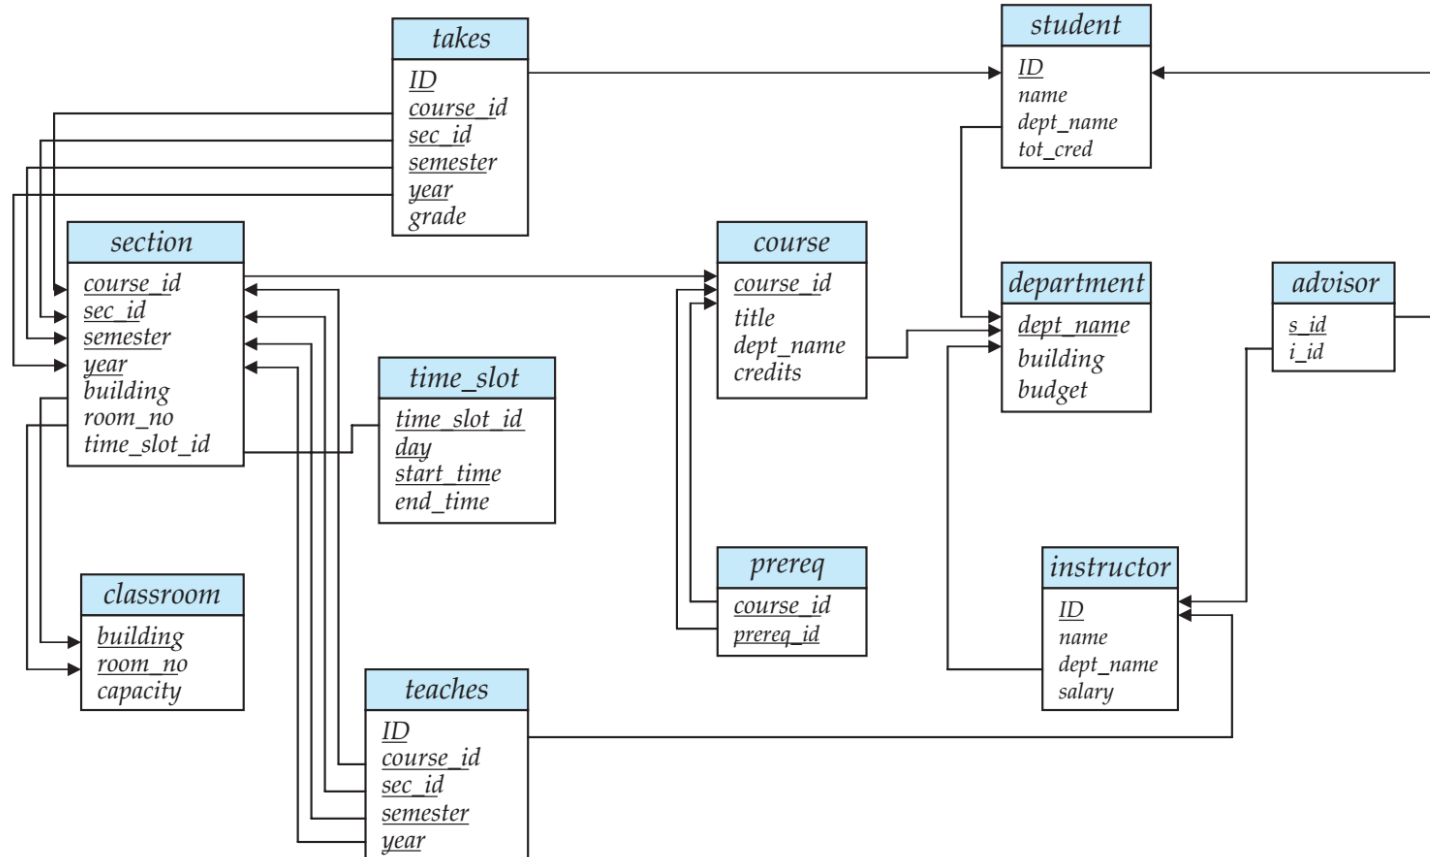 takes
ID
course_id
sec_id
semester
year
grade
student
ID
name
dept_name
tot_cred
section
course_id
sec_id
semester
year
building
room_no
time_slot_id
time_slot
time_slot_id
day
start_time
end_time
course
course_id
title
dept_name
credits
department
dept_name
building
budget
advisor
s_id
i_id
classroom
building
room_no
capacity
prereq
course_id
prereq_id
instructor
ID
name
dept_name
salary
teaches
ID
course_id
sec_id
semester
year